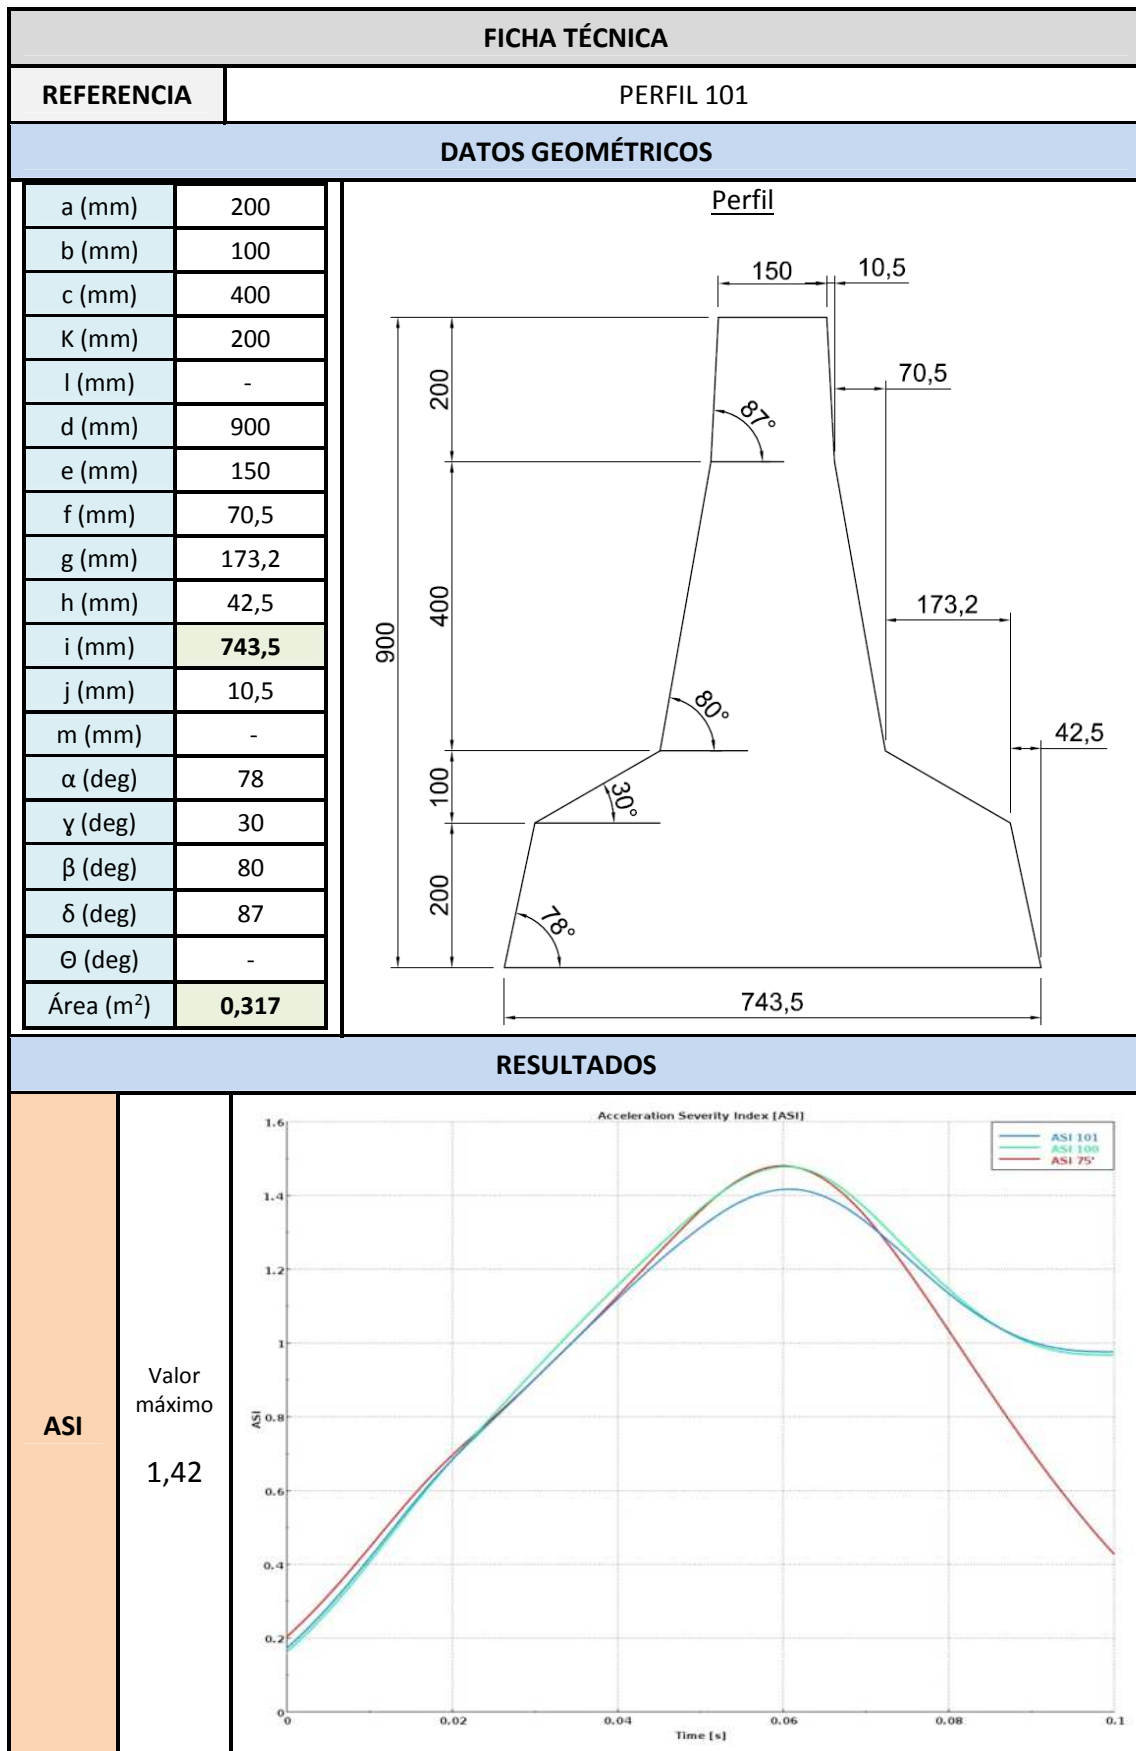 FICHA TÉCNICA
REFERENCIA PERFIL 101
DATOS GEOMÉTRICOS
a (mm) 200
b (mm) 100
c (mm) 400
K (mm) 200
l (mm) -
d (mm) 900
e (mm) 150
f (mm) 70,5
g (mm) 173,2
h (mm) 42,5
i (mm) 743,5
j (mm) 10,5
m (mm) -
α (deg) 78
γ (deg) 30
β (deg) 80
δ (deg) 87
Θ (deg) -
Área (m²) 0,317
Perfil
150 10,5
200
70,5
87°
400
173,2
900
80°
42,5
100
30°
200
78°
743,5
RESULTADOS
ASI
Valor
máximo
1,42
Acceleration Severity Index [ASI]
ASI 101
ASI 100
ASI 75'
1.6
1.4
1.2
1
0.8
0.6
0.4
0.2
0
ASI
0 0.02 0.04 0.06 0.08 0.1
Time [s]